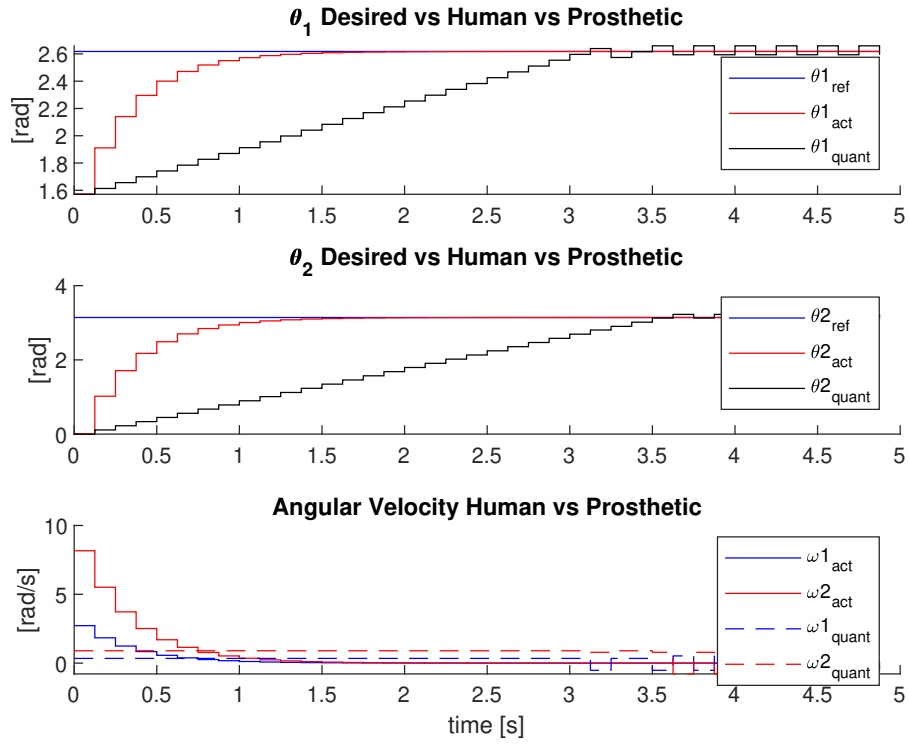 θ1 Desired vs Human vs Prosthetic
[rad]
2.6
2.4
2.2
2
1.8
1.6
θ1ref
θ1act
θ1quant
0 0.5 1 1.5 2 2.5 3 3.5 4 4.5 5
θ2 Desired vs Human vs Prosthetic
[rad]
4
2
0
θ2ref
θ2act
θ2quant
0 0.5 1 1.5 2 2.5 3 3.5 4 4.5 5
Angular Velocity Human vs Prosthetic
[rad/s]
10
5
0
ω1act
ω2act
ω1quant
ω2quant
0 0.5 1 1.5 2 2.5 3 3.5 4 4.5 5
time [s]